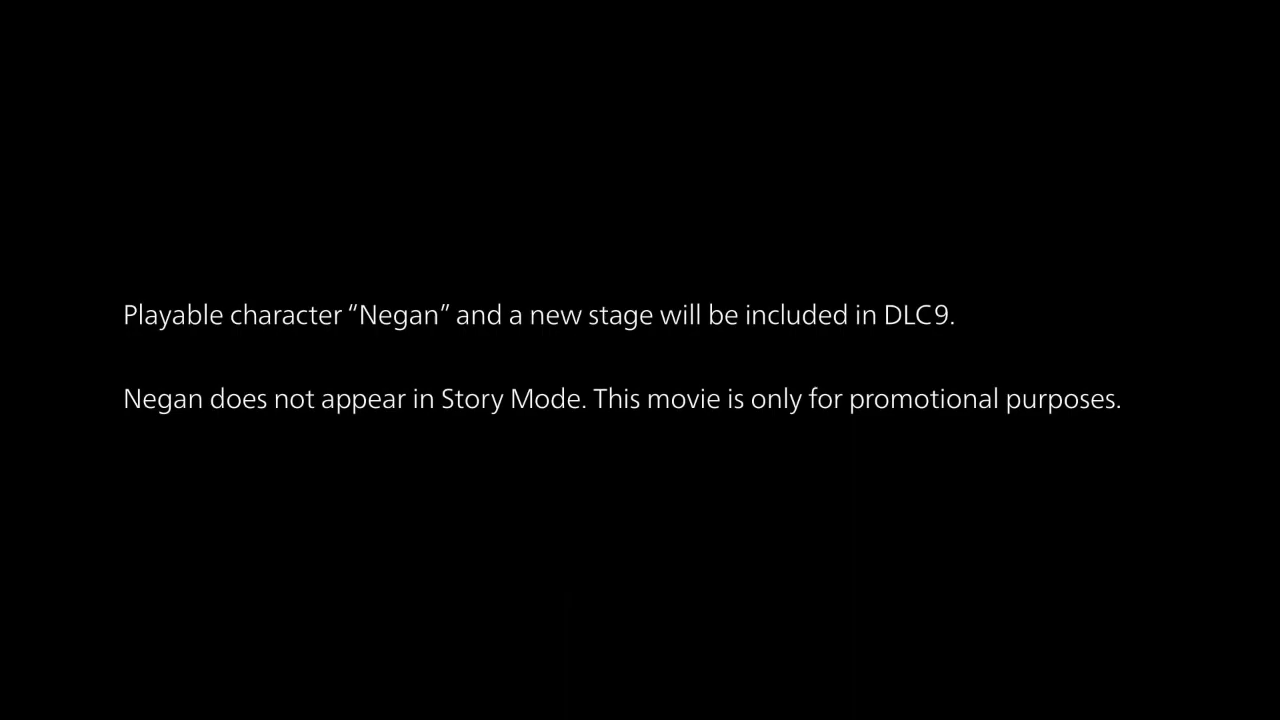 Playable character “Negan” and a new stage will be included in DLC9.
Negan does not appear in Story Mode. This movie is only for promotional purposes.